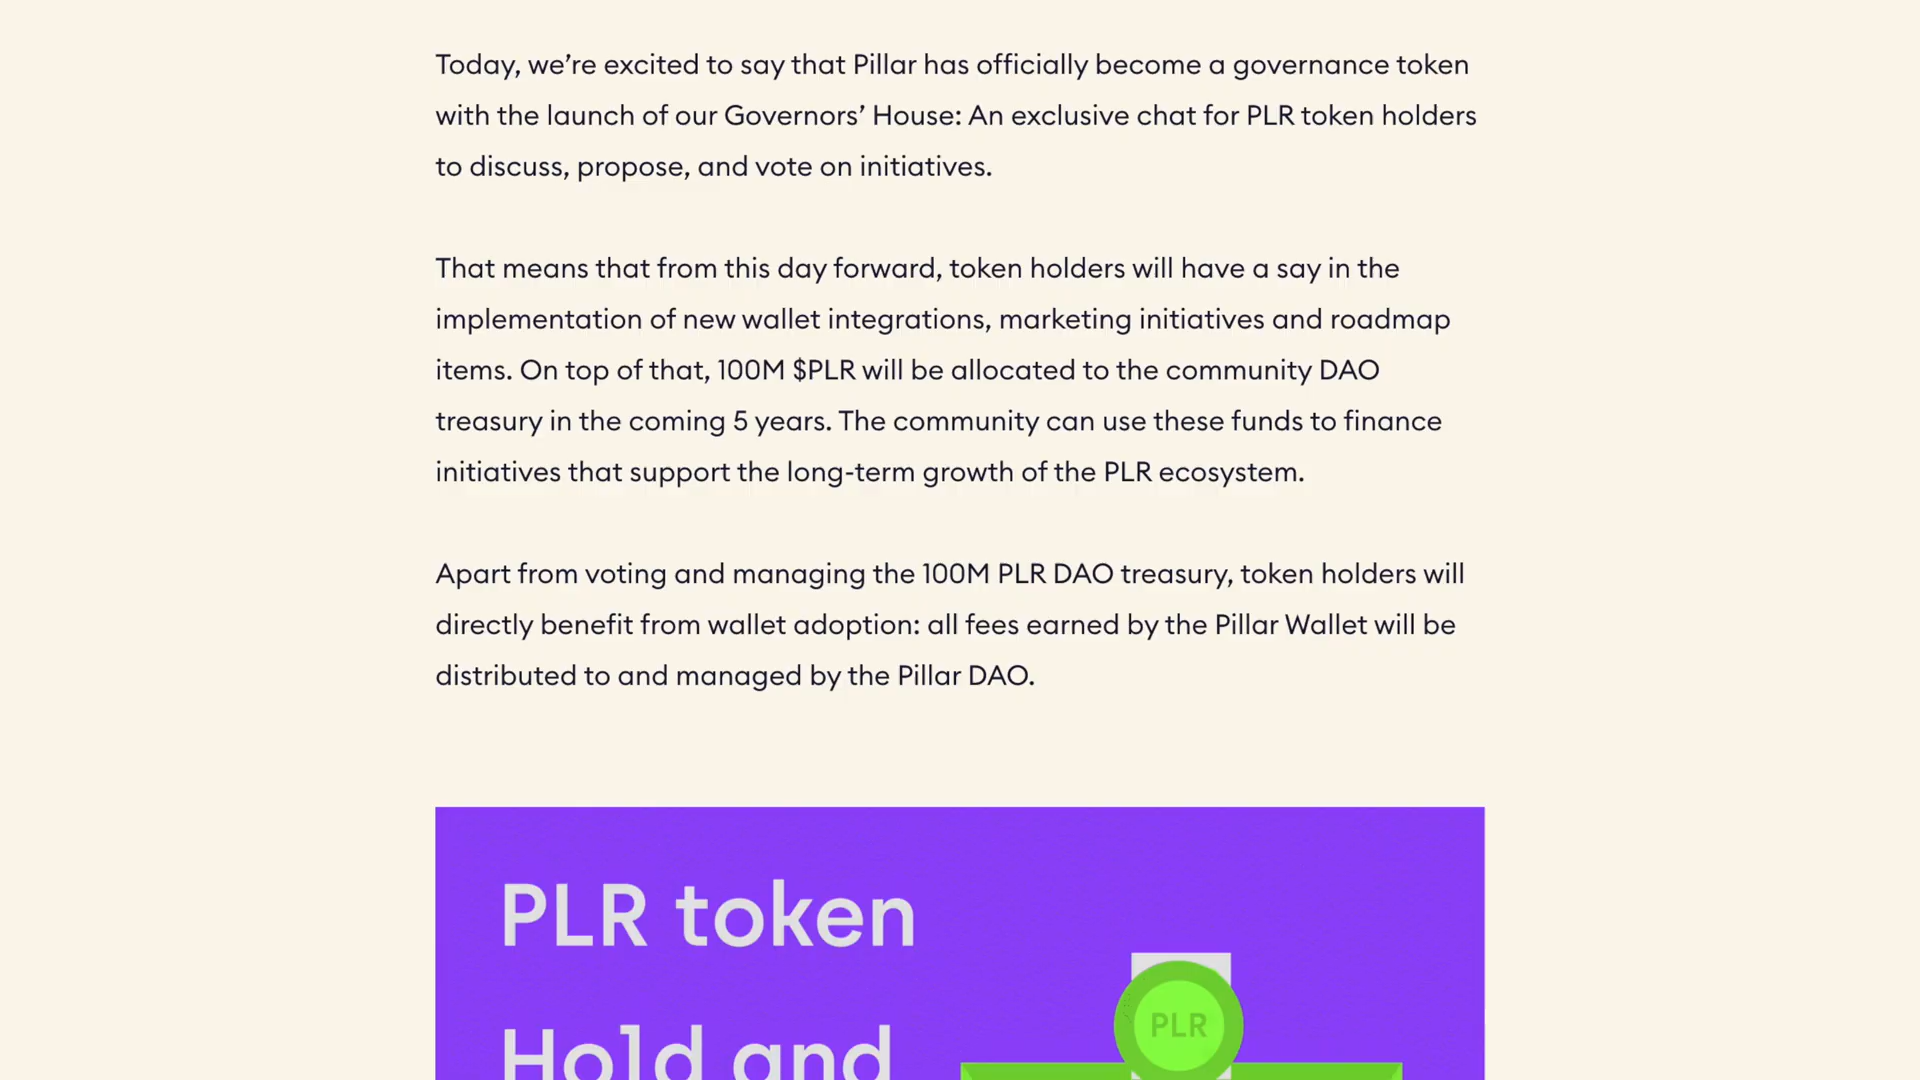 Today, we’re excited to say that Pillar has officially become a governance token
with the launch of our Governors’ House: An exclusive chat for PLR token holders
to discuss, propose, and vote on initiatives.
That means that from this day forward, token holders will have a say in the
implementation of new wallet integrations, marketing initiatives and roadmap
items. On top of that, 100M $PLR will be allocated to the community DAO
treasury in the coming 5 years. The community can use these funds to finance
initiatives that support the long-term growth of the PLR ecosystem.
Apart from voting and managing the 100M PLR DAO treasury, token holders will
directly benefit from wallet adoption: all fees earned by the Pillar Wallet will be
distributed to and managed by the Pillar DAO.
PLR token
Hold and
PLR